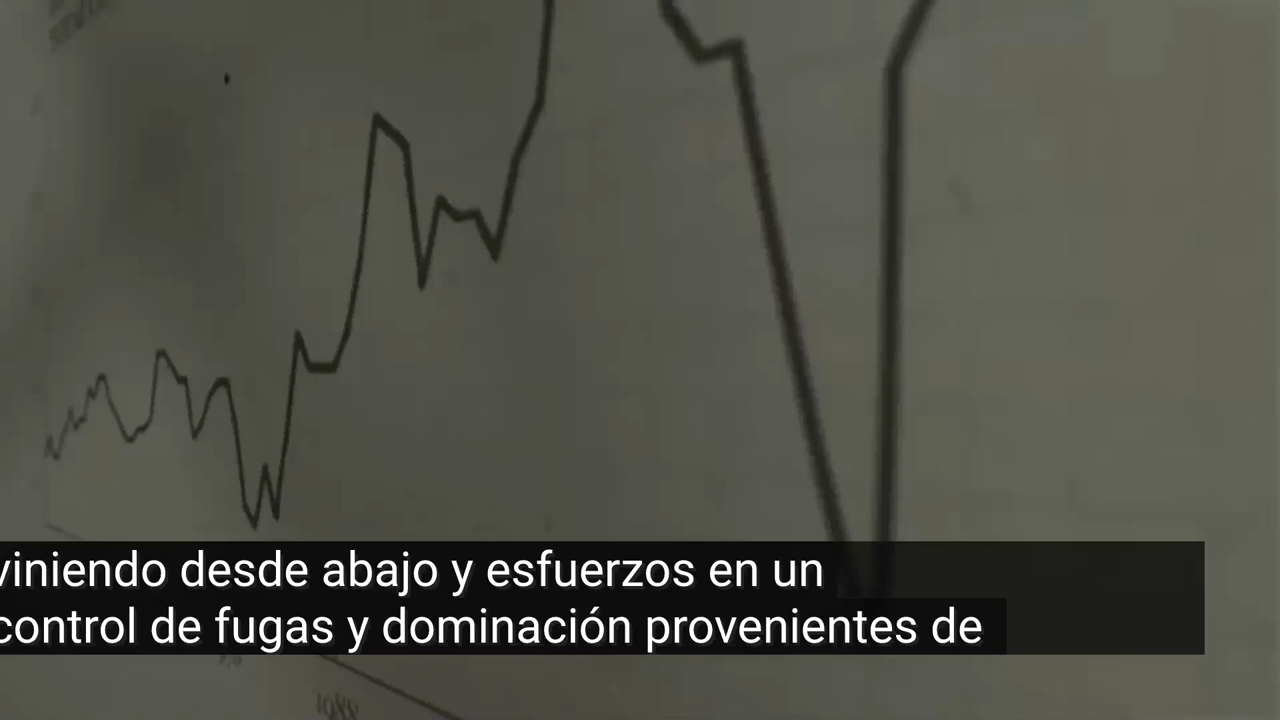 viniendo desde abajo y esfuerzos en un
control de fugas y dominación provenientes de